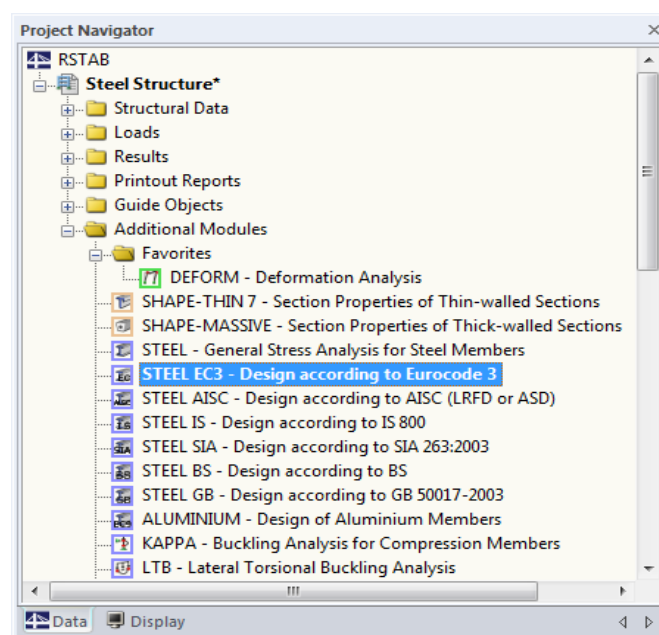 Project Navigator
RSTAB
Steel Structure*
Structural Data
Loads
Results
Printout Reports
Guide Objects
Additional Modules
Favorites
DEFORM - Deformation Analysis
SHAPE-THIN 7 - Section Properties of Thin-walled Sections
SHAPE-MASSIVE - Section Properties of Thick-walled Sections
STEEL - General Stress Analysis for Steel Members
STEEL EC3 - Design according to Eurocode 3
STEEL AISC - Design according to AISC (LRFD or ASD)
STEEL IS - Design according to IS 800
STEEL SIA - Design according to SIA 263:2003
STEEL BS - Design according to BS
STEEL GB - Design according to GB 50017-2003
ALUMINIUM - Design of Aluminium Members
KAPPA - Buckling Analysis for Compression Members
LTB - Lateral Torsional Buckling Analysis
Data Display